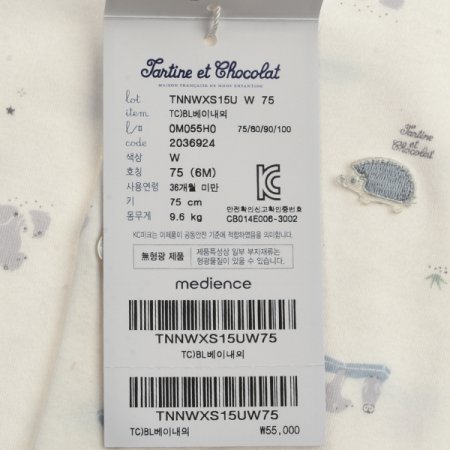 Tartine et Chocolat
MAISON FRANÇAISE DE MODE ENFANTINE
lot TNNWXS15U W 75
item TC)BL베이내의
l/# 0M055H0 75/80/90/100
code 2036924
색상 W
호칭 75 (6M)
사용연령 36개월 미만
키 75 cm
몸무게 9.6 kg
KC
안전확인신고확인증번호
CB014E006-3002
KC마크는 이제품이 공통안전 기준에 적합하였음을 의미합니다.
無형광 제품
제품특성상 일부 부자재류는
형광물질이 있을 수 있습니다.
medience
TNNWXS15UW75
TC)BL베이내의
TNNWXS15UW75
TC)BL베이내의 ₩55,000
Tartine
et
Chocolat